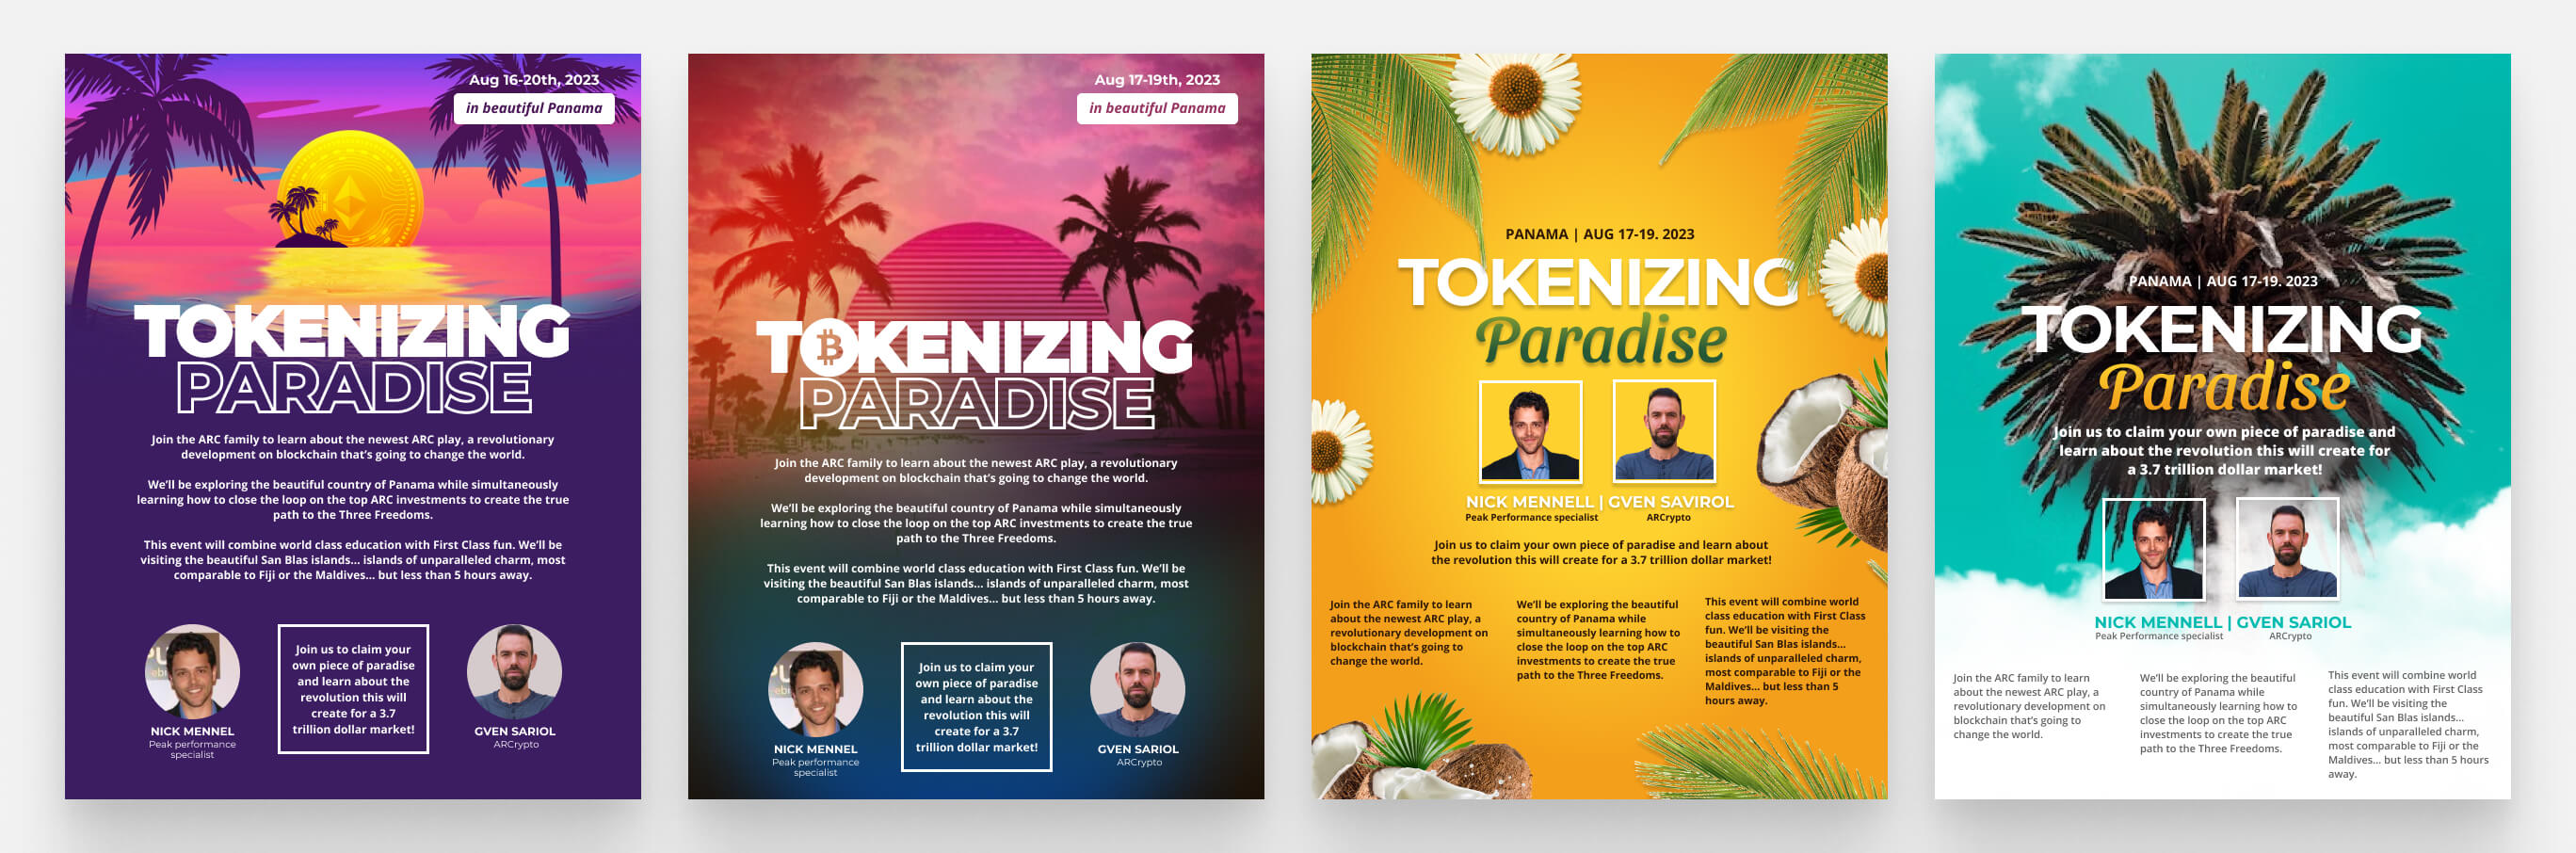 Aug 16-20th, 2023
in beautiful Panama
TOKENIZING
PARADISE
Join the ARC family to learn about the newest ARC play, a revolutionary
development on blockchain that's going to change the world.
We'll be exploring the beautiful country of Panama while simultaneously
learning how to close the loop on the top ARC investments to create the true
path to the Three Freedoms.
This event will combine world class education with First Class fun. We'll be
visiting the beautiful San Blas islands... islands of unparalleled charm, most
comparable to Fiji or the Maldives... but less than 5 hours away.
NICK MENNEL
Peak performance
specialist
Join us to claim your
own piece of paradise
and learn about the
revolution this will
create for a 3.7
trillion dollar market!
GVEN SARIOL
ARCrypto
Aug 17-19th, 2023
in beautiful Panama
TOKENIZING
PARADISE
Join the ARC family to learn about the newest ARC play, a revolutionary
development on blockchain that's going to change the world.
We'll be exploring the beautiful country of Panama while simultaneously
learning how to close the loop on the top ARC investments to create the true
path to the Three Freedoms.
This event will combine world class education with First Class fun. We'll be
visiting the beautiful San Blas islands... islands of unparalleled charm, most
comparable to Fiji or the Maldives... but less than 5 hours away.
NICK MENNEL
Peak performance
specialist
Join us to claim your
own piece of paradise
and learn about the
revolution this will
create for a 3.7
trillion dollar market!
GVEN SARIOL
ARCrypto
PANAMA | AUG 17-19. 2023
TOKENIZING
Paradise
NICK MENNELL | GVEN SAVIROL
Peak Performance specialist ARCrypto
Join us to claim your own piece of paradise and learn about
the revolution this will create for a 3.7 trillion dollar market!
Join the ARC family to learn
about the newest ARC play, a
revolutionary development on
blockchain that's going to
change the world.
We'll be exploring the beautiful
country of Panama while
simultaneously learning how to
close the loop on the top ARC
investments to create the true
path to the Three Freedoms.
This event will combine world
class education with First Class
fun. We'll be visiting the
beautiful San Blas islands...
islands of unparalleled charm,
most comparable to Fiji or the
Maldives... but less than 5
hours away.
PANAMA | AUG 17-19. 2023
TOKENIZING
Paradise
Join us to claim your own piece of paradise and
learn about the revolution this will create for
a 3.7 trillion dollar market!
NICK MENNELL | GVEN SARIOL
Peak Performance specialist ARCrypto
Join the ARC family to learn
about the newest ARC play, a
revolutionary development on
blockchain that's going to
change the world.
We'll be exploring the beautiful
country of Panama while
simultaneously learning how to
close the loop on the top ARC
investments to create the true
path to the Three Freedoms.
This event will combine world
class education with First Class
fun. We'll be visiting the
beautiful San Blas islands...
islands of unparalleled charm,
most comparable to Fiji or the
Maldives... but less than 5 hours
away.